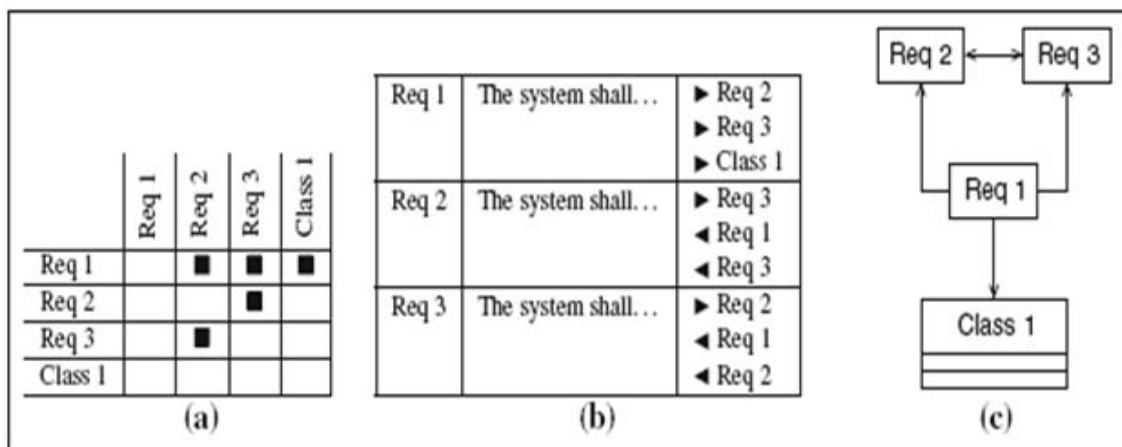 Req 1
Req 2
Req 3
Class 1
Req 1
Req 2
Req 3
Class 1
(a)
Req 1 The system shall... ▶ Req 2
▶ Req 3
▶ Class 1
Req 2 The system shall... ▶ Req 3
◀ Req 1
◀ Req 3
Req 3 The system shall... ▶ Req 2
◀ Req 1
◀ Req 2
(b)
Req 2
Req 3
Req 1
Class 1
(c)